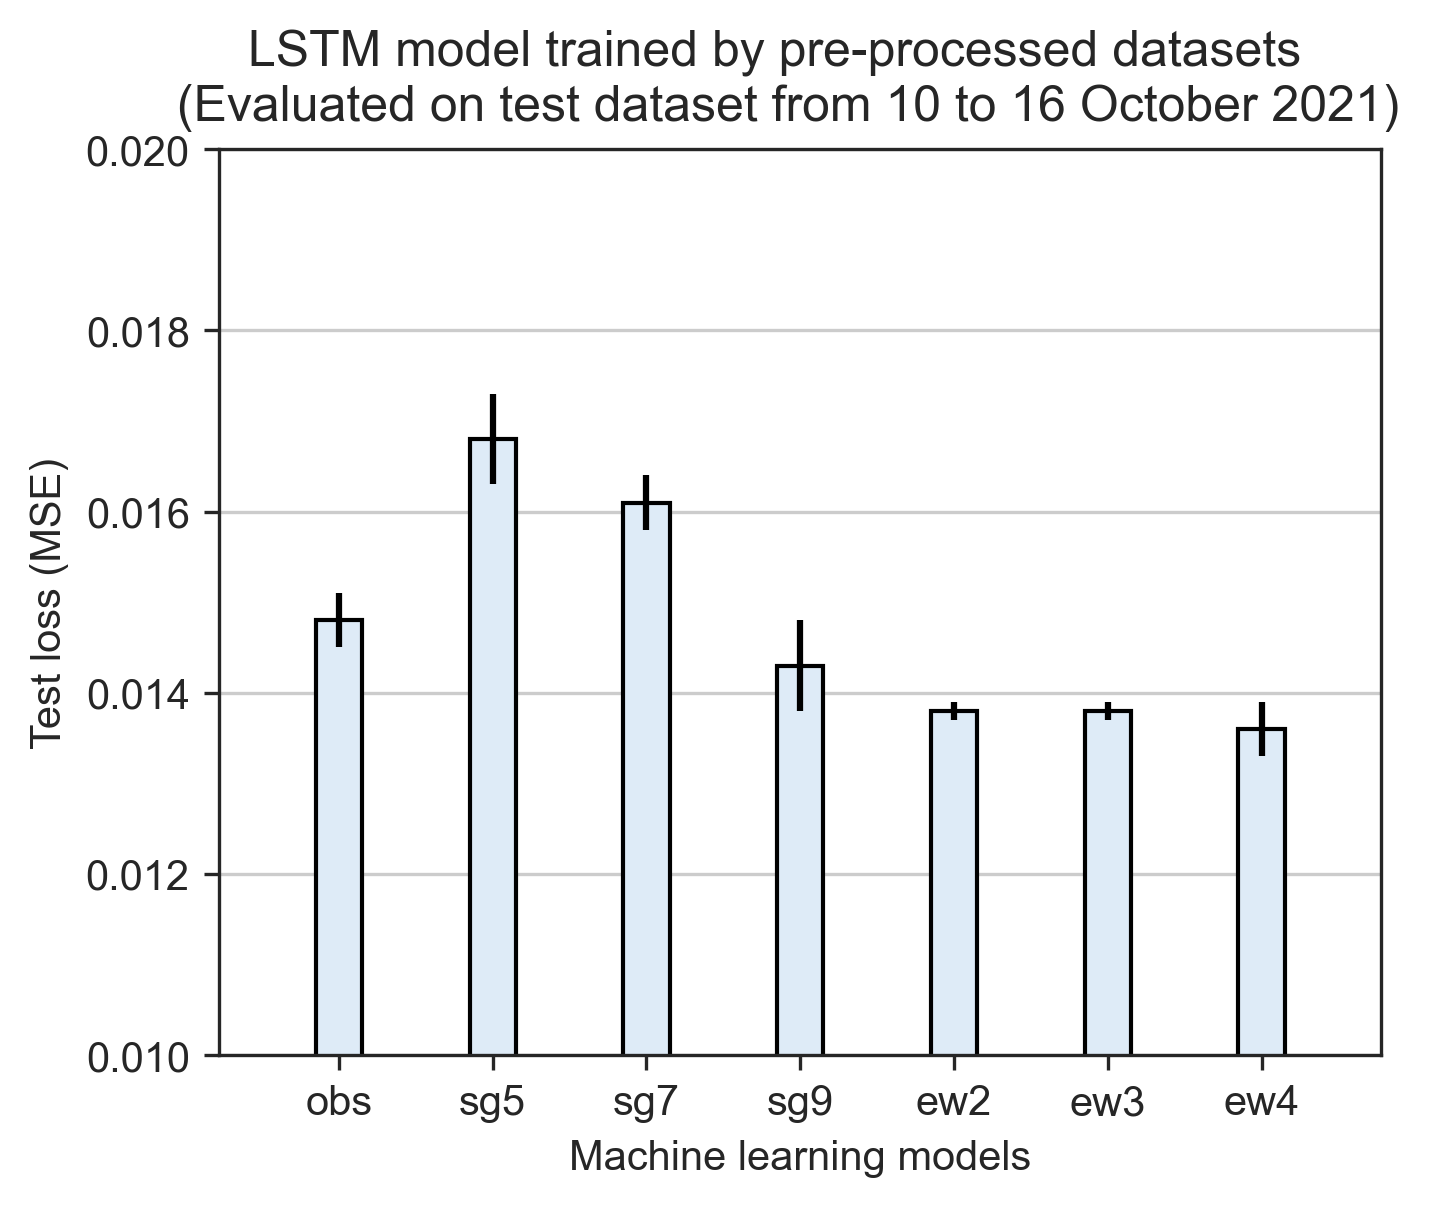 LSTM model trained by pre-processed datasets
(Evaluated on test dataset from 10 to 16 October 2021)
0.020
0.018
0.016
0.014
0.012
0.010
Test loss (MSE)
obs sg5 sg7 sg9 ew2 ew3 ew4
Machine learning models